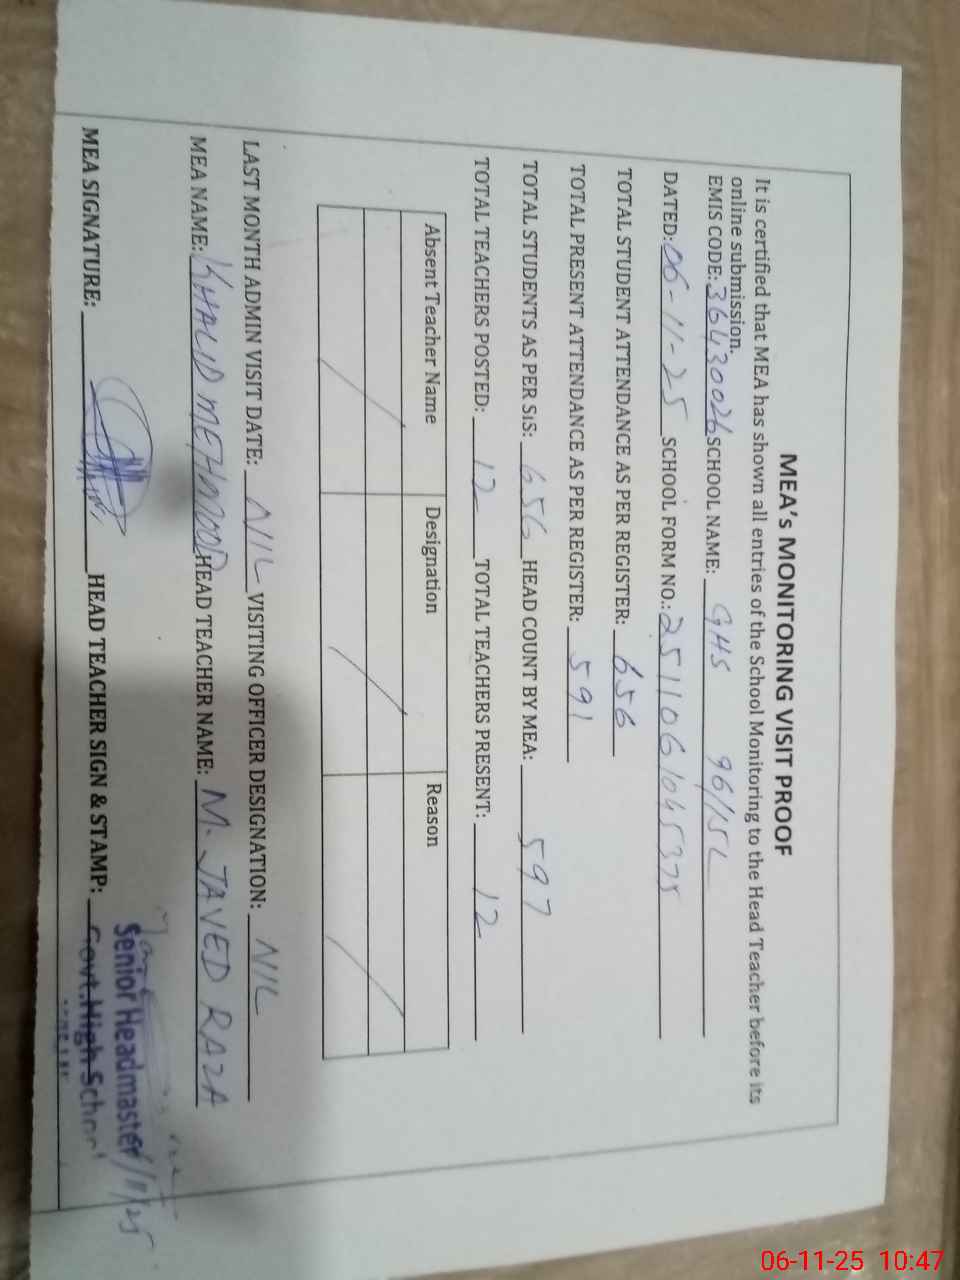 MEA's MONITORING VISIT PROOF
It is certified that MEA has shown all entries of the School Monitoring to the Head Teacher before its
online submission.
EMIS CODE: 36430026 SCHOOL NAME: GHS 96/15L
DATED: 06-11-25 SCHOOL FORM NO.: 2511061045375
TOTAL STUDENT ATTENDANCE AS PER REGISTER: 656
TOTAL PRESENT ATTENDANCE AS PER REGISTER: 591
TOTAL STUDENTS AS PER SiS: 656 HEAD COUNT BY MEA: 597
TOTAL TEACHERS POSTED: 12 TOTAL TEACHERS PRESENT: 12
Absent Teacher Name Designation Reason
LAST MONTH ADMIN VISIT DATE: NIL VISITING OFFICER DESIGNATION: NIL
MEA NAME: KHALID MEHMOOD HEAD TEACHER NAME: M. JAVED RAZA
MEA SIGNATURE: HEAD TEACHER SIGN & STAMP:
Senior Headmaster
Govt. High School
06-11-25 10:47